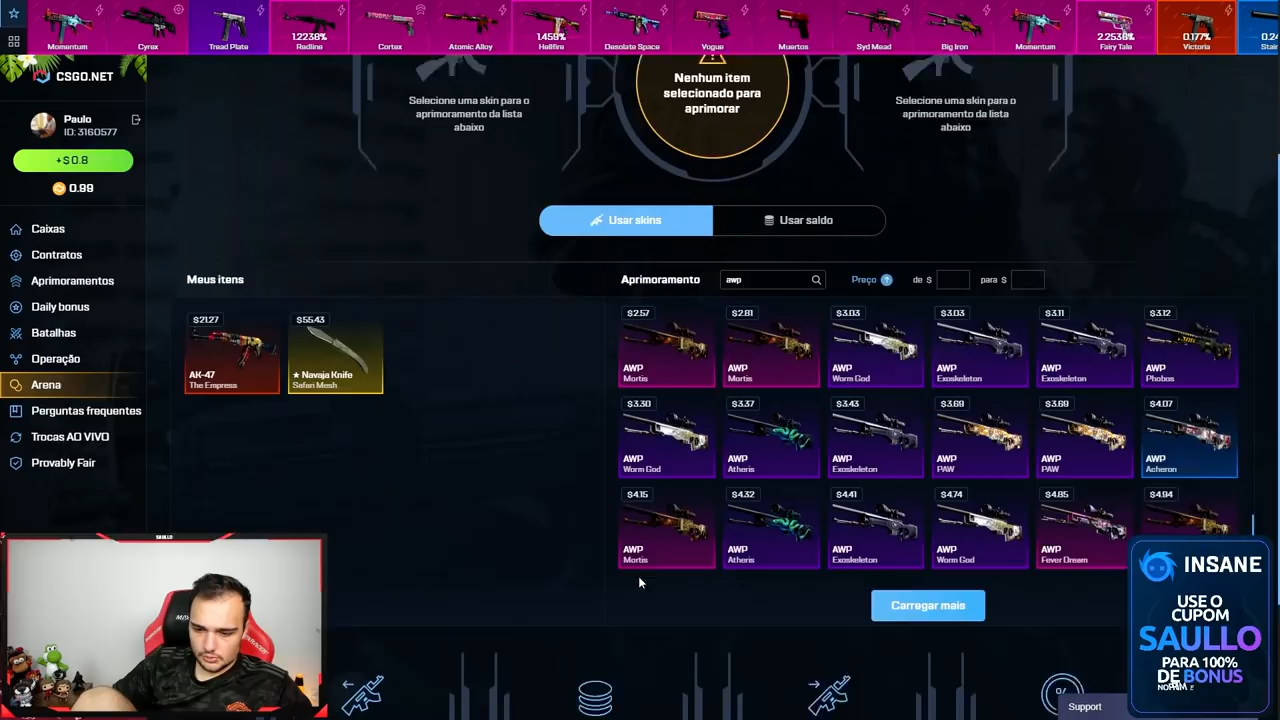 Momentum
Cyrex
Tread Plate
1.2238%
Redline
Cortex
Atomic Alloy
1.458%
Hellfire
Desolate Space
Vogue
Muertos
Syd Mead
Big Iron
Momentum
2.2536%
Fairy Tale
0.177%
Victoria
CSGO.NET
Paulo
ID: 3160577
+$ 0.8
0.99
Caixas
Contratos
Aprimoramentos
Daily bonus
Batalhas
Operação
Arena
Perguntas frequentes
Trocas AO VIVO
Provably Fair
Selecione uma skin para o
aprimoramento da lista
abaixo
Nenhum item
selecionado para
aprimorar
Selecione uma skin para o
aprimoramento da lista
abaixo
Usar skins
Usar saldo
Meus itens
Aprimoramento
awp
Preço ?
de $
para $
$21.27
AK-47
The Empress
$55.43
★ Navaja Knife
Safari Mesh
$2.57
AWP
Mortis
$2.81
AWP
Mortis
$3.03
AWP
Worm God
$3.03
AWP
Exoskeleton
$3.11
AWP
Exoskeleton
$3.12
AWP
Phobos
$3.30
AWP
Worm God
$3.37
AWP
Atheris
$3.43
AWP
Exoskeleton
$3.69
AWP
PAW
$3.69
AWP
PAW
$4.07
AWP
Acheron
$4.15
AWP
Mortis
$4.32
AWP
Atheris
$4.41
AWP
Exoskeleton
$4.74
AWP
Worm God
$4.85
AWP
Fever Dream
$4.94
Carregar mais
SAULLO
INSANE
USE O
CUPOM
SAULLO
PARA 100%
DE BONUS
Support